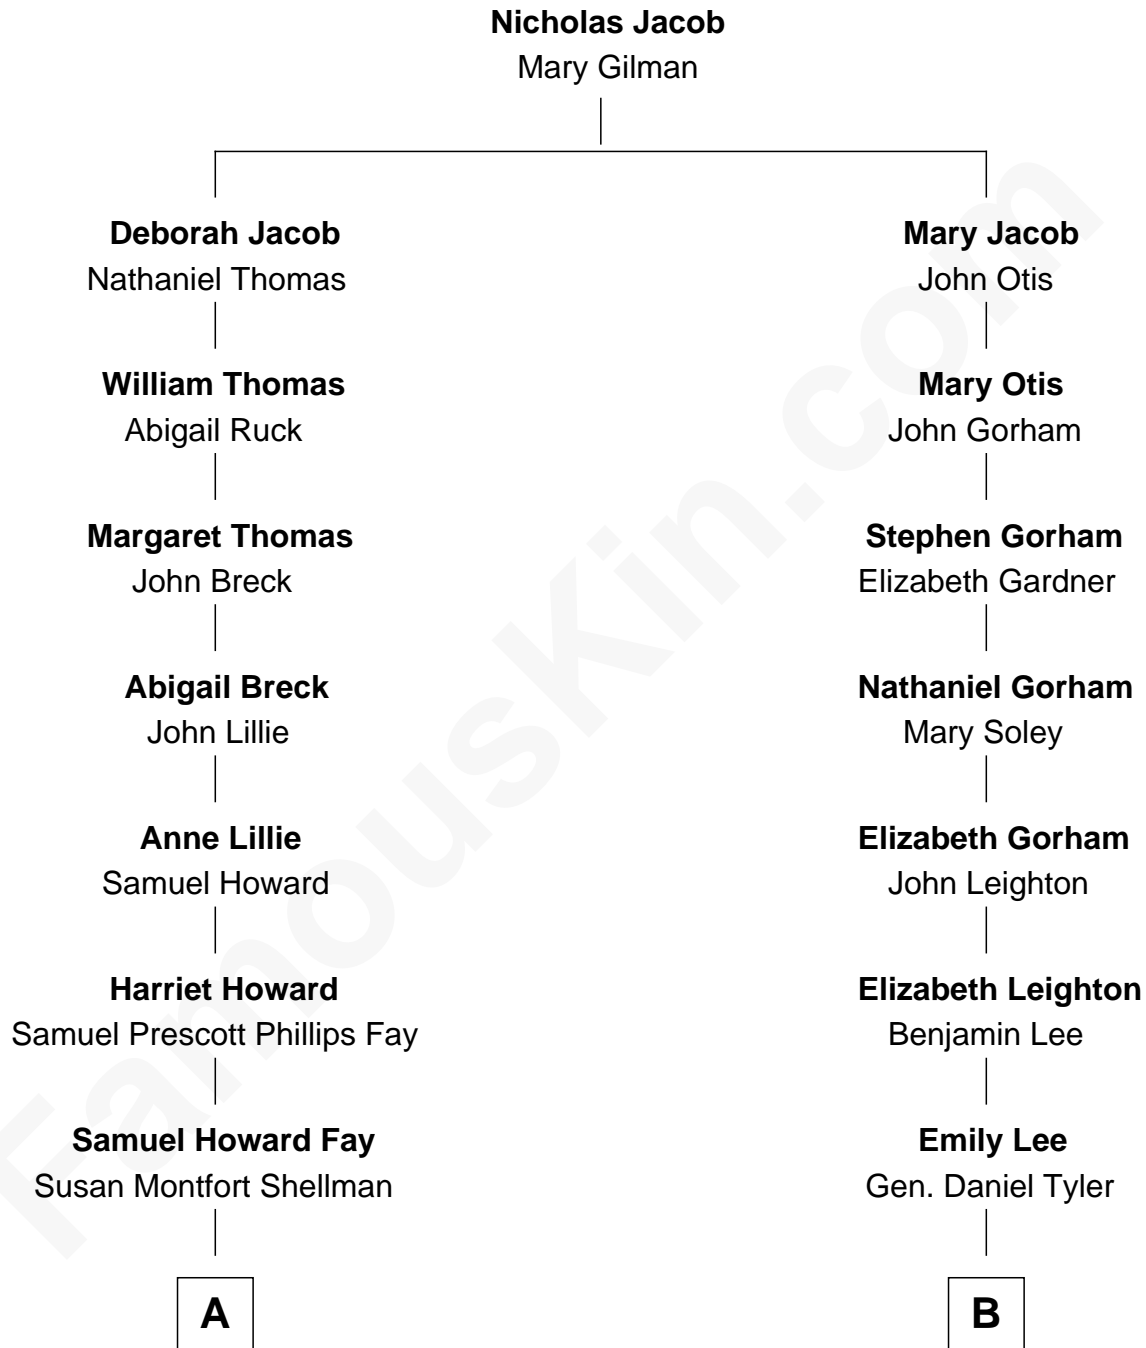 Nicholas Jacob
Mary Gilman
Deborah Jacob
Nathaniel Thomas
Mary Jacob
John Otis
William Thomas
Abigail Ruck
Mary Otis
John Gorham
Margaret Thomas
John Breck
Stephen Gorham
Elizabeth Gardner
Abigail Breck
John Lillie
Nathaniel Gorham
Mary Soley
Anne Lillie
Samuel Howard
Elizabeth Gorham
John Leighton
Harriet Howard
Samuel Prescott Phillips Fay
Elizabeth Leighton
Benjamin Lee
Samuel Howard Fay
Susan Montfort Shellman
Emily Lee
Gen. Daniel Tyler
A
B
FamousKin.com